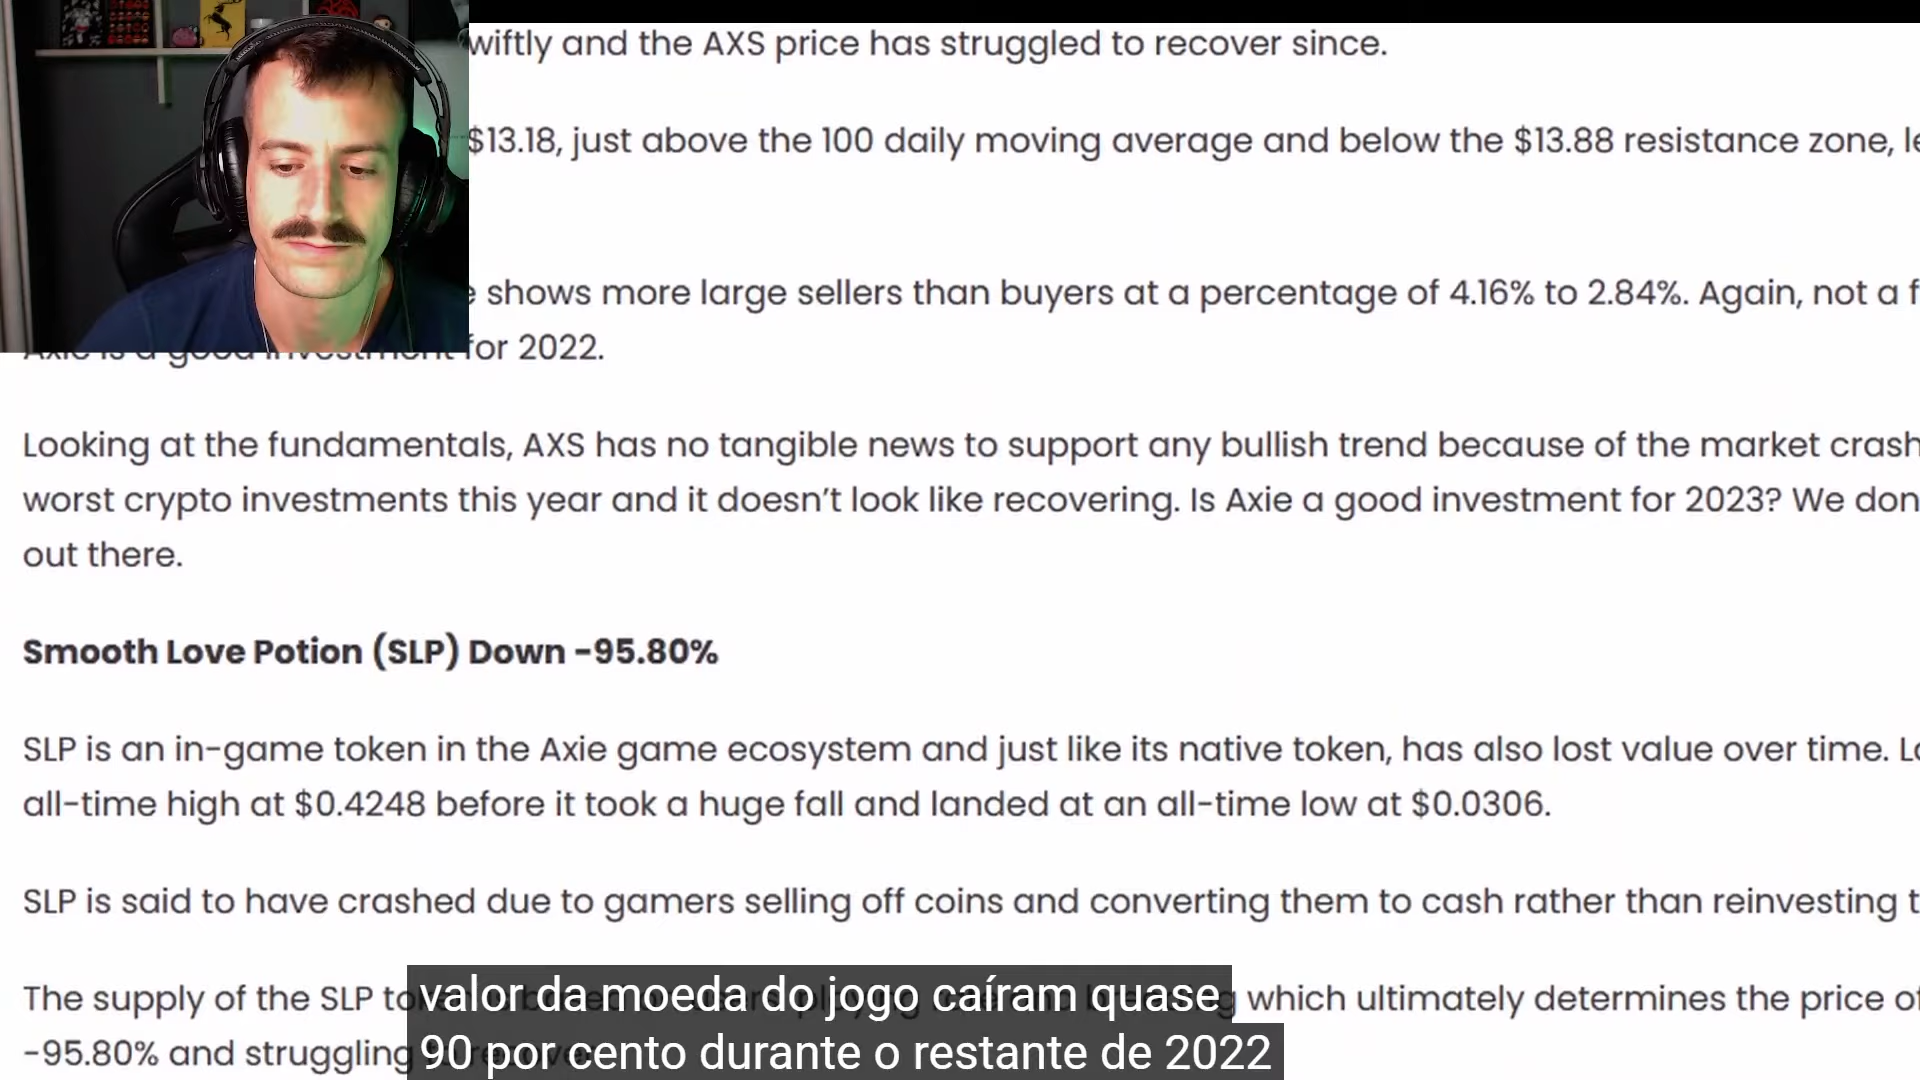 wiftly and the AXS price has struggled to recover since.
$13.18, just above the 100 daily moving average and below the $13.88 resistance zone, le
shows more large sellers than buyers at a percentage of 4.16% to 2.84%. Again, not a f
Axie is a good investment for 2022.
Looking at the fundamentals, AXS has no tangible news to support any bullish trend because of the market crash
worst crypto investments this year and it doesn't look like recovering. Is Axie a good investment for 2023? We don
out there.
Smooth Love Potion (SLP) Down -95.80%
SLP is an in-game token in the Axie game ecosystem and just like its native token, has also lost value over time. Lo
all-time high at $0.4248 before it took a huge fall and landed at an all-time low at $0.0306.
SLP is said to have crashed due to gamers selling off coins and converting them to cash rather than reinvesting t
The supply of the SLP to which ultimately determines the price of
-95.80% and struggling
valor da moeda do jogo caíram quase
90 por cento durante o restante de 2022